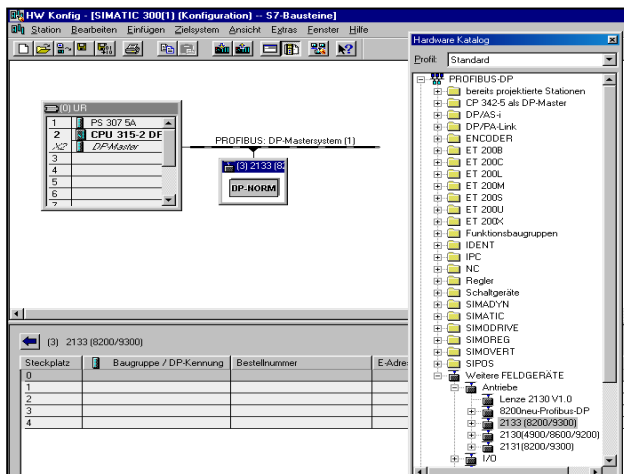 HW Konfig - [SIMATIC 300(1) (Konfiguration) -- S7-Bausteine]
Station Bearbeiten Einfügen Zielsystem Ansicht Extras Fenster Hilfe
(0) UR
1 PS 307 5A
2 CPU 315-2 DP
X2 DP-Master
3
4
5
6
7
PROFIBUS: DP-Mastersystem (1)
(3) 2133 (82
DP-NORM
(3) 2133 (8200/9300)
Steckplatz Baugruppe / DP-Kennung Bestellnummer E-Adre
0
1
2
3
4
Hardware Katalog
Profil: Standard
PROFIBUS-DP
bereits projektierte Stationen
CP 342-5 als DP-Master
DP/AS-i
DP/PA-Link
ENCODER
ET 200B
ET 200C
ET 200L
ET 200M
ET 200S
ET 200U
ET 200X
Funktionsbaugruppen
IDENT
IPC
NC
Regler
Schaltgeräte
SIMADYN
SIMATIC
SIMODRIVE
SIMOREG
SIMOVERT
SIPOS
Weitere FELDGERÄTE
Antriebe
Lenze 2130 V1.0
8200neu-Profibus-DP
2133 (8200/9300)
2130(4900/8600/9200)
2131(8200/9300)
I/O